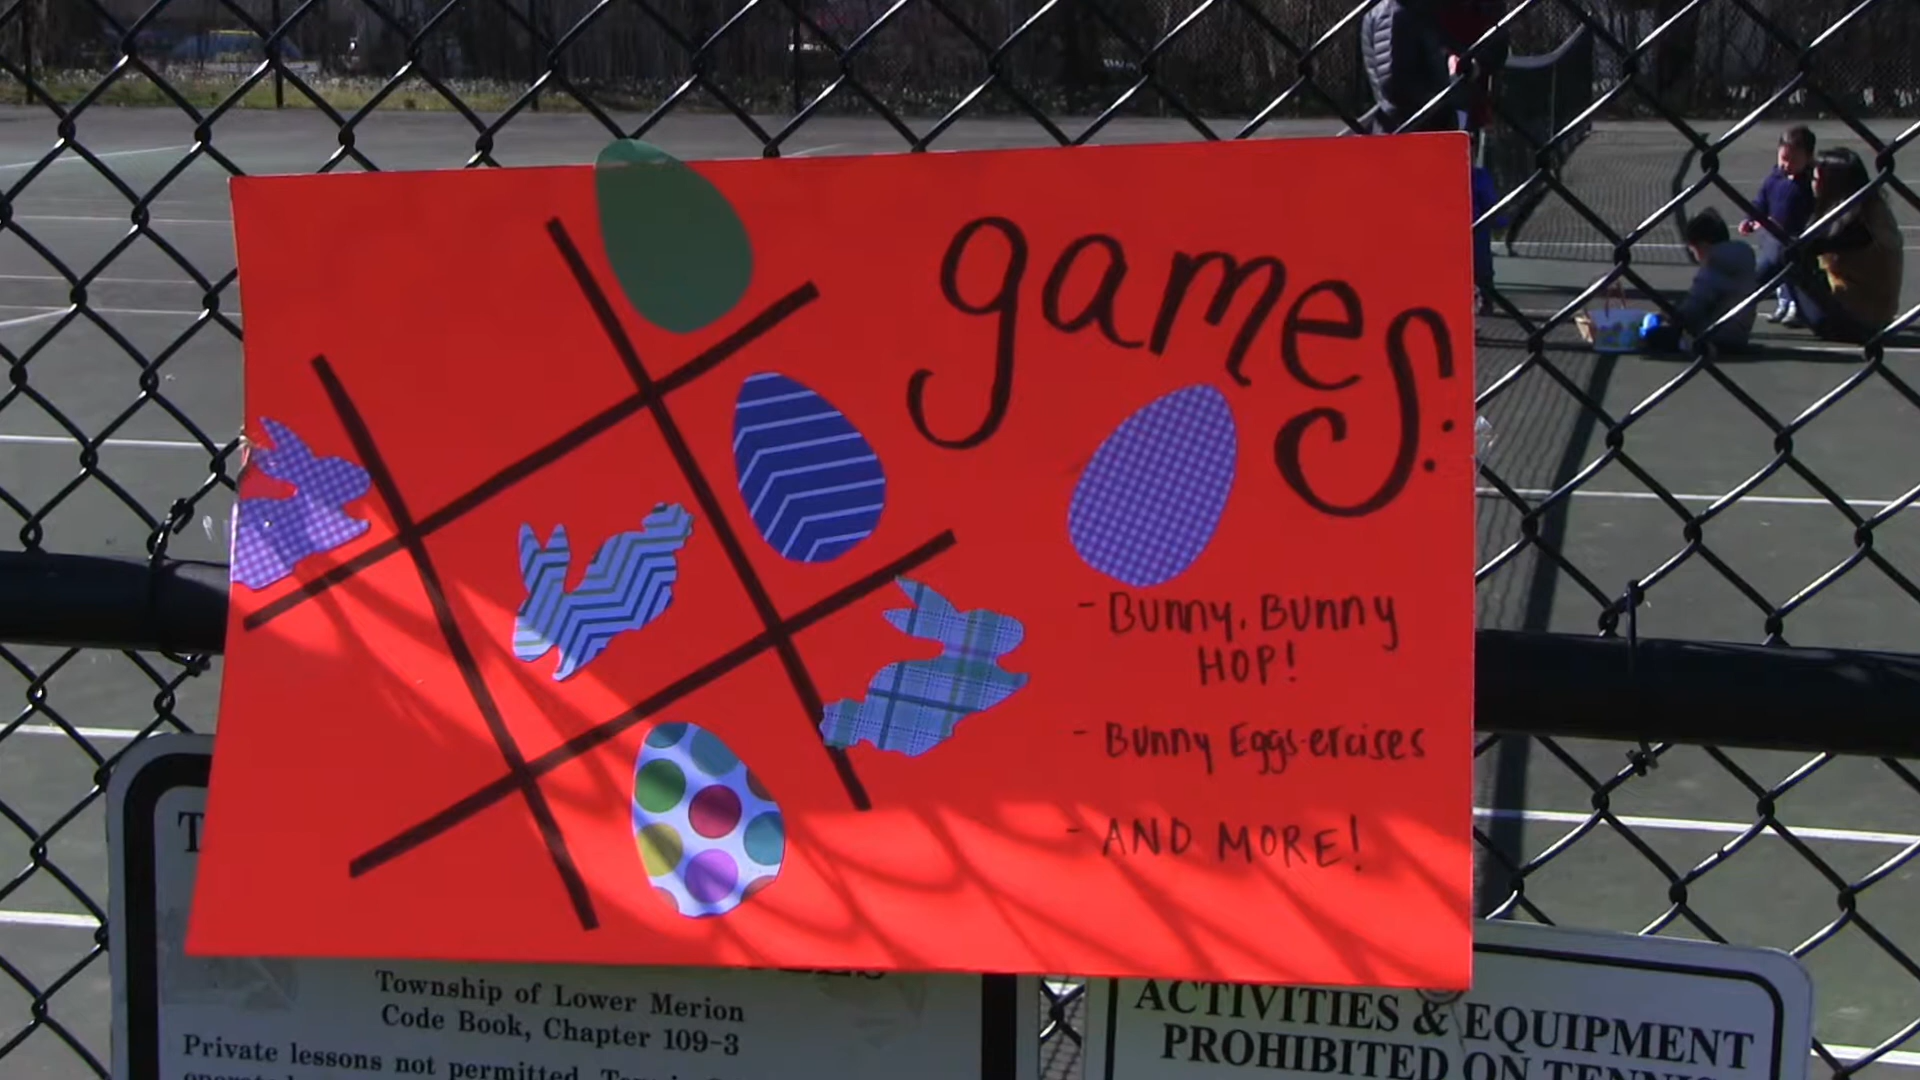 games:
- Bunny, Bunny
HOP!
- Bunny Eggs-ercises
- AND MORE!
Township of Lower Merion
Code Book, Chapter 109-3
Private lessons not permitted.
ACTIVITIES & EQUIPMENT
PROHIBITED ON TENNIS